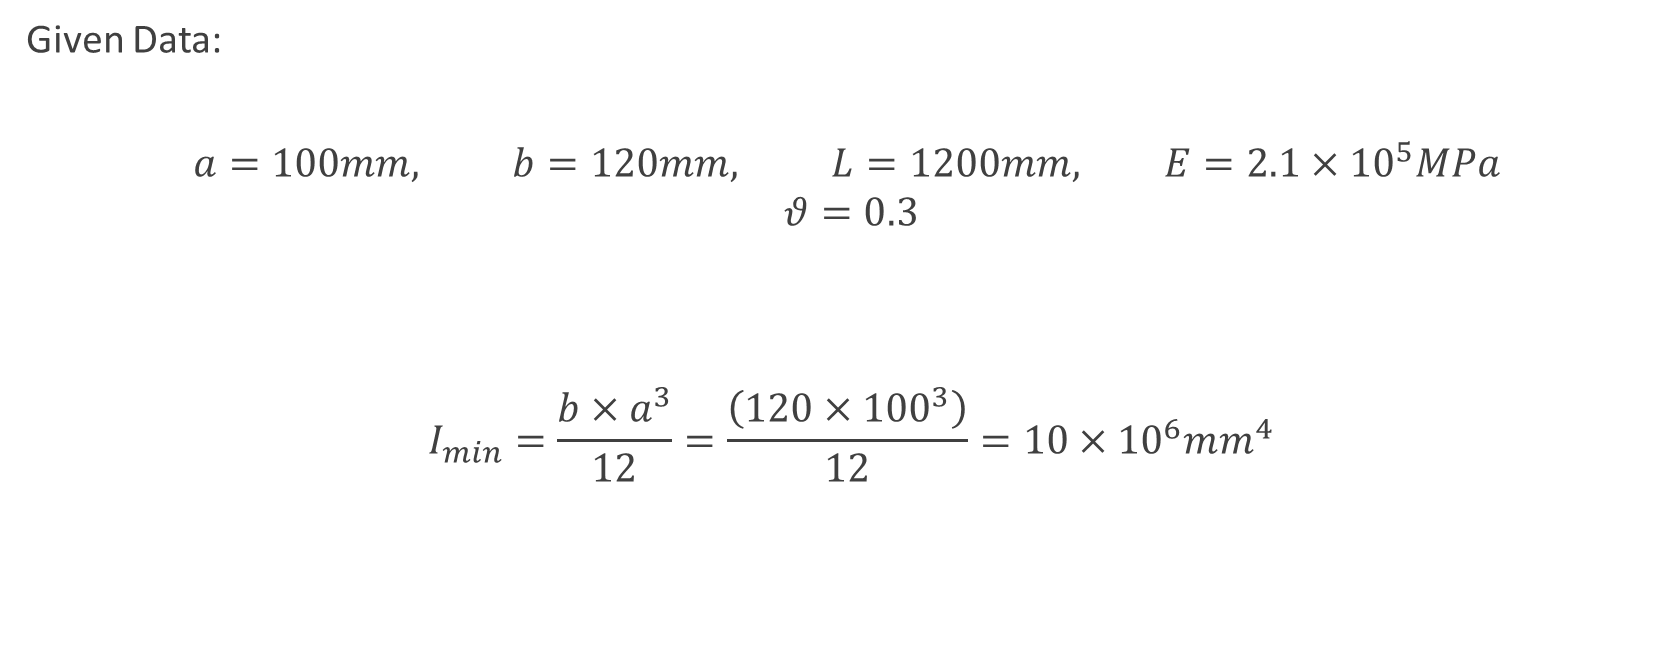 Given Data:
a = 100mm, b = 120mm, L = 1200mm, E = 2.1 × 10⁵MPa
ϑ = 0.3
I_min = (b × a³)/12 = (120 × 100³)/12 = 10 × 10⁶mm⁴